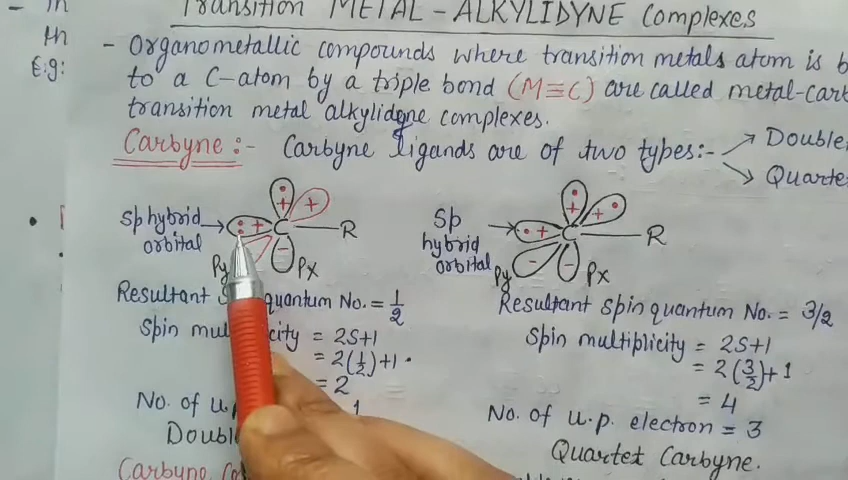 Transition METAL-ALKYLIDYNE Complexes
- Organometallic compounds where transition metals atom is
E.g:
to a C-atom by a triple bond (M≡C) are called metal-carb
transition metal alkylidyne complexes.
Carbyne:- Carbyne ligands are of two types:-
Double
Quarte
Sp hybrid orbital
+
+
+
C
R
-
Py
Px
Sp hybrid orbital
+
+
+
C
R
-
-
Py
Px
Resultant quantum No. = 1/2
Spin mu city = 2S+1
= 2(1/2)+1
= 2
No. of u.p 1
Doubl
Carbyne
Resultant spin quantum No. = 3/2
Spin multiplicity = 2S+1
= 2(3/2)+1
= 4
No. of u.p. electron = 3
Quartet Carbyne.